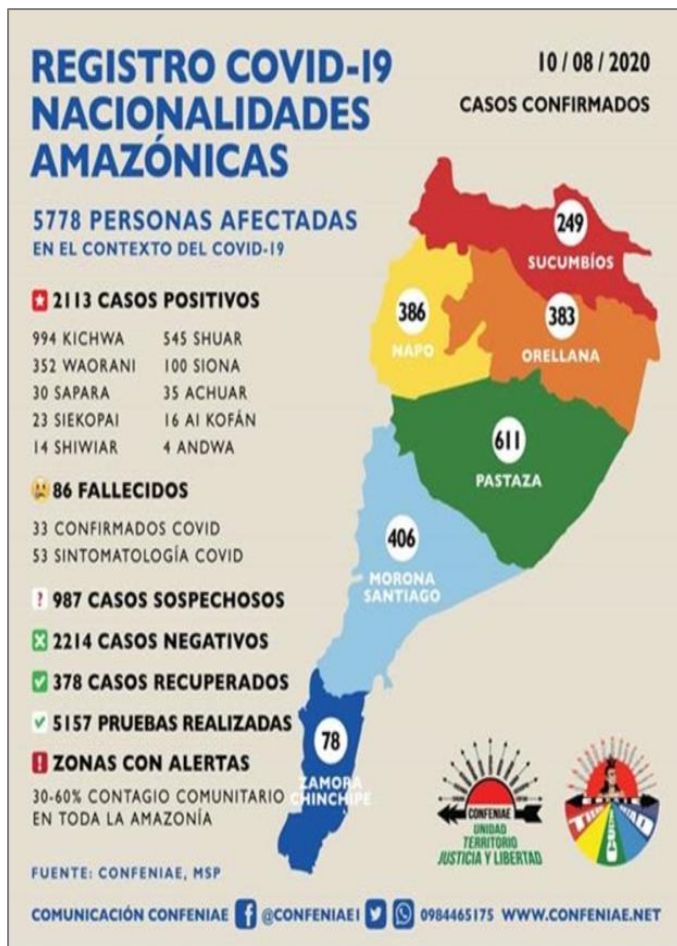 REGISTRO COVID-19
NACIONALIDADES
AMAZÓNICAS
10 / 08 / 2020
CASOS CONFIRMADOS
5778 PERSONAS AFECTADAS
EN EL CONTEXTO DEL COVID-19
2113 CASOS POSITIVOS
994 KICHWA 545 SHUAR
352 WAORANI 100 SIONA
30 SAPARA 35 ACHUAR
23 SIEKOPAI 16 AI KOFÁN
14 SHIWIAR 4 ANDWA
86 FALLECIDOS
33 CONFIRMADOS COVID
53 SINTOMATOLOGÍA COVID
987 CASOS SOSPECHOSOS
2214 CASOS NEGATIVOS
378 CASOS RECUPERADOS
5157 PRUEBAS REALIZADAS
ZONAS CON ALERTAS
30-60% CONTAGIO COMUNITARIO
EN TODA LA AMAZONÍA
249
SUCUMBÍOS
386
NAPO
383
ORELLANA
611
PASTAZA
406
MORONA
SANTIAGO
78
ZAMORA
CHINCHIPE
CONFENIAE
UNIDAD
TERRITORIO
JUSTICIA Y LIBERTAD
FUENTE: CONFENIAE, MSP
COMUNICACIÓN CONFENIAE @CONFENIAE1 0984465175 WWW.CONFENIAE.NET